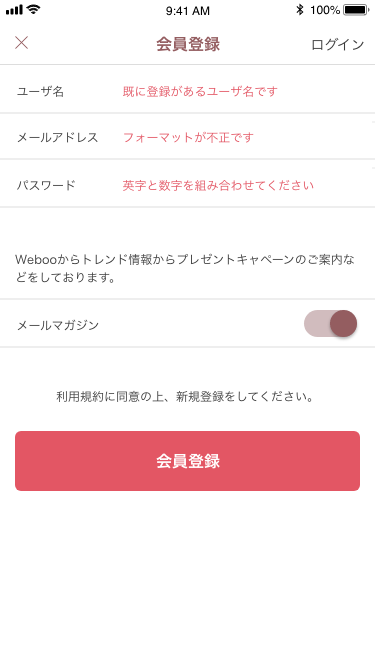 9:41 AM 100%
会員登録 ログイン
ユーザ名 既に登録があるユーザ名です
メールアドレス フォーマットが不正です
パスワード 英字と数字を組み合わせてください
Webooからトレンド情報からプレゼントキャペーンのご案内な
どをしております。
メールマガジン
利用規約に同意の上、新規登録をしてください。
会員登録